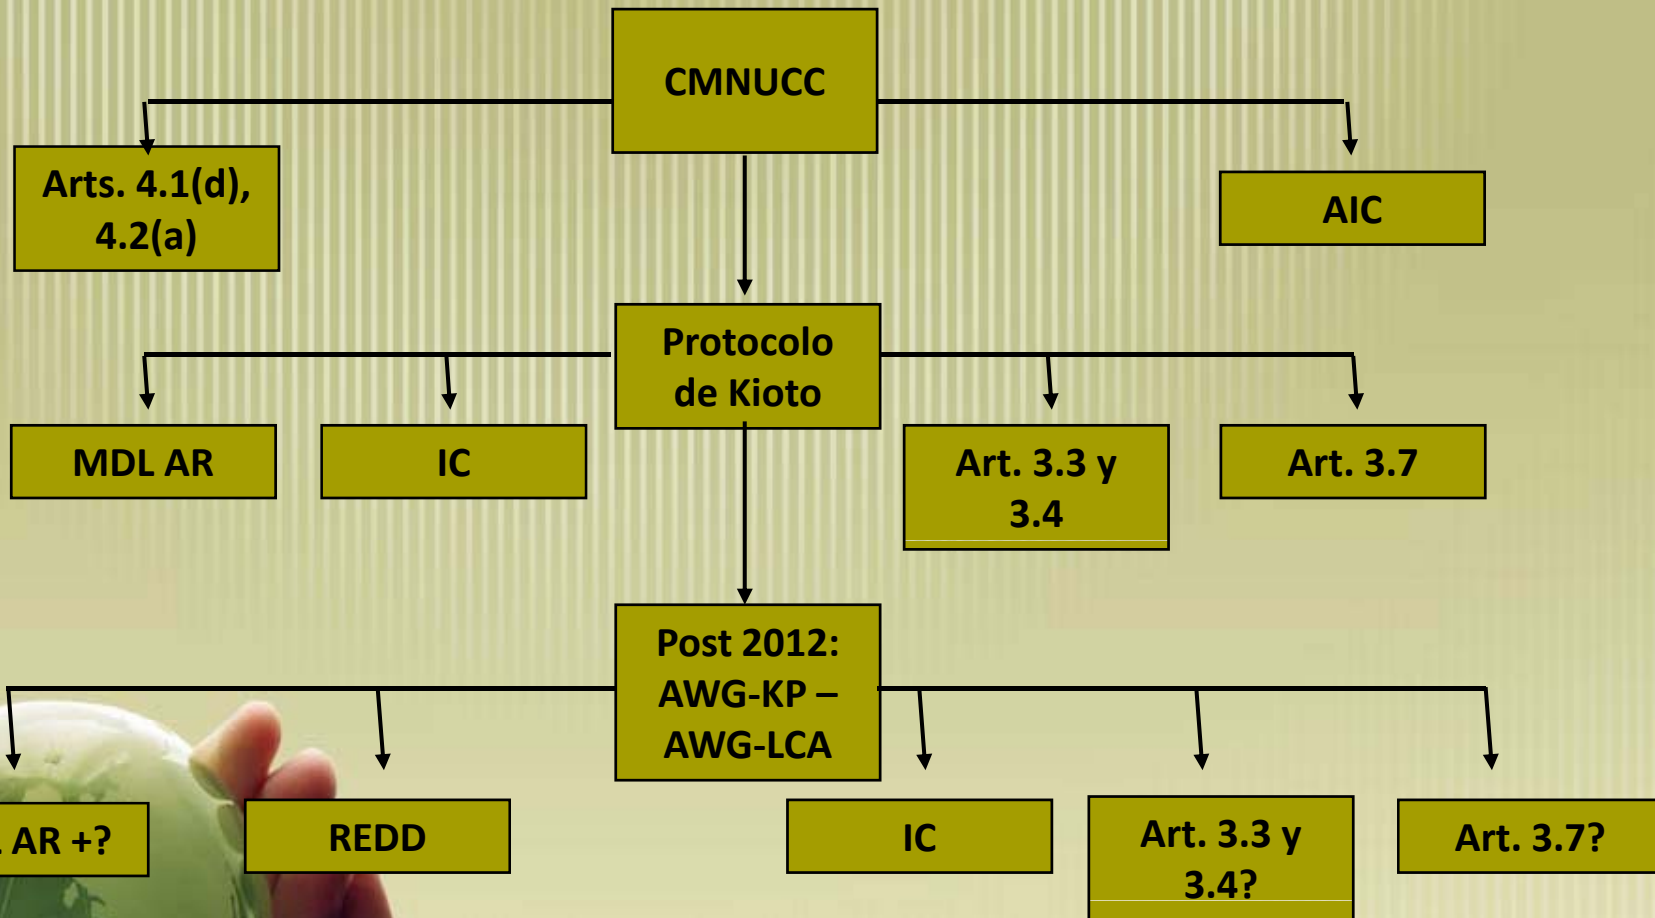 CMNUCC
Arts. 4.1(d),
4.2(a)
AIC
Protocolo
de Kioto
MDL AR
IC
Art. 3.3 y
3.4
Art. 3.7
Post 2012:
AWG-KP –
AWG-LCA
AR +?
REDD
IC
Art. 3.3 y
3.4?
Art. 3.7?